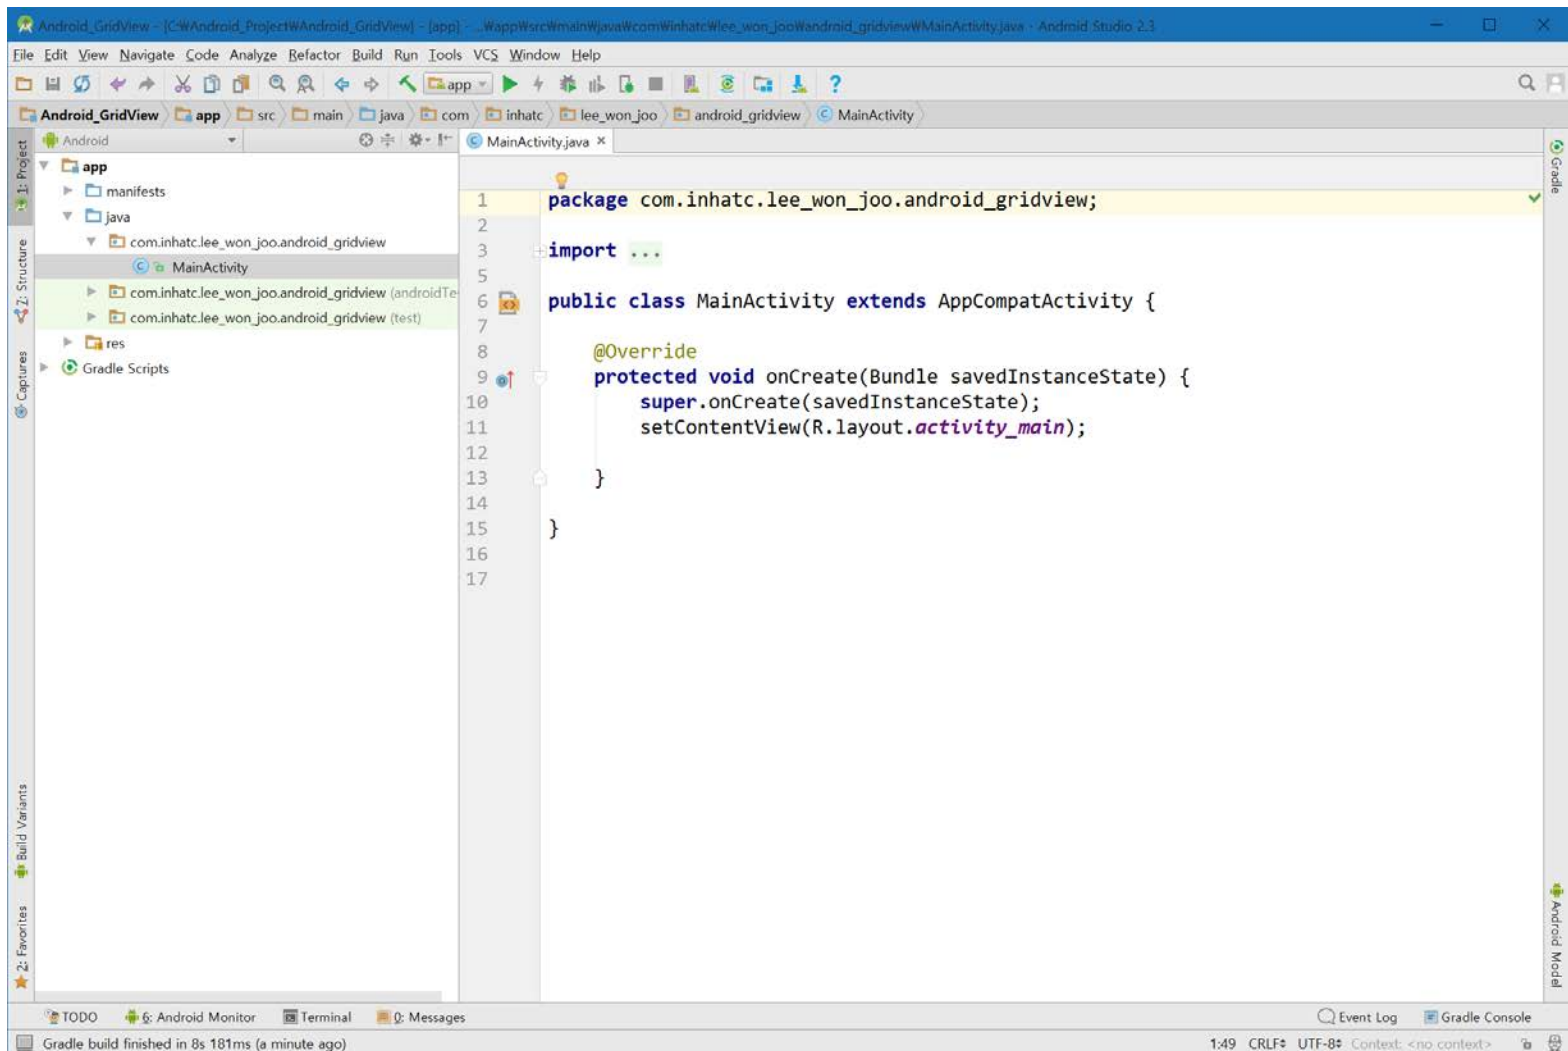 Android_GridView - [C:\Android_Project\Android_GridView] - [app] - ...\app\src\main\java\com\inhatc\lee_won_joo\android_gridview\MainActivity.java - Android Studio 2.3
File Edit View Navigate Code Analyze Refactor Build Run Tools VCS Window Help
app
Android_GridView app src main java com inhatc lee_won_joo android_gridview MainActivity
Android
MainActivity.java
1: Project
7: Structure
Captures
Build Variants
2: Favorites
app
manifests
java
com.inhatc.lee_won_joo.android_gridview
MainActivity
com.inhatc.lee_won_joo.android_gridview (androidTe
com.inhatc.lee_won_joo.android_gridview (test)
res
Gradle Scripts
1 package com.inhatc.lee_won_joo.android_gridview;
2
3 import ...
5
6 public class MainActivity extends AppCompatActivity {
7
8 @Override
9 protected void onCreate(Bundle savedInstanceState) {
10 super.onCreate(savedInstanceState);
11 setContentView(R.layout.activity_main);
12
13 }
14
15 }
16
17
Gradle
Android Model
TODO 6: Android Monitor Terminal 0: Messages Event Log Gradle Console
Gradle build finished in 8s 181ms (a minute ago) 1:49 CRLF UTF-8 Context: <no context>